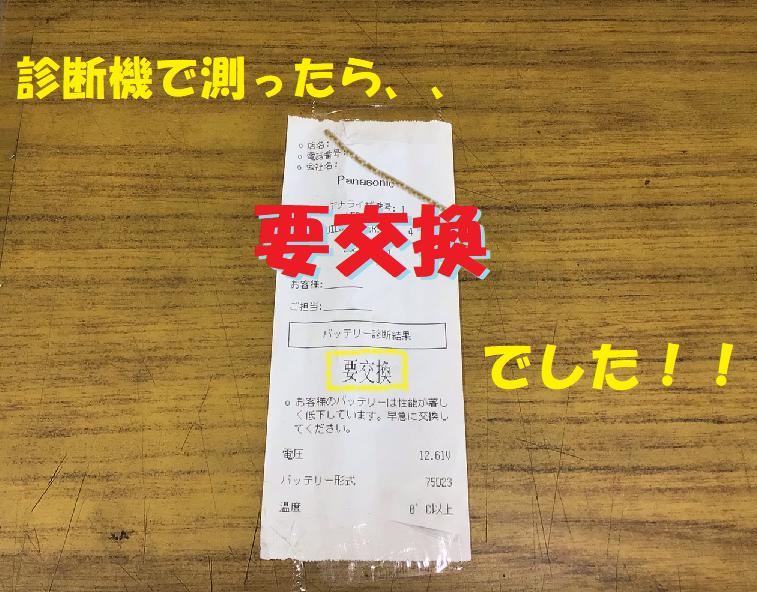 診断機で測ったら、、
店名:
電話番号:
会社名:
Panasonic
要交換
お客様:
ご担当:
バッテリー診断結果
要交換
でした！！
お客様のバッテリーは性能が著し
く低下しています。早急に交換し
てください。
電圧 12.61V
バッテリー形式 75D23
温度 0°C以上